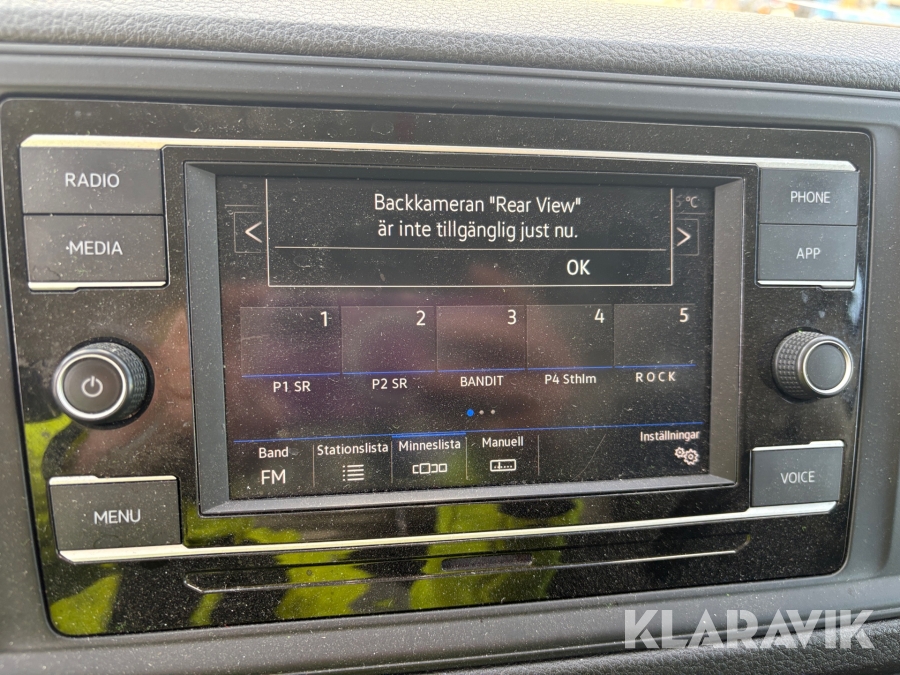 RADIO
MEDIA
PHONE
APP
Backkameran "Rear View"
är inte tillgänglig just nu.
°C
<
>
OK
1 2 3 4 5
P1 SR P2 SR BANDIT P4 Sthlm ROCK
Band Stationslista Minneslista Manuell Inställningar
FM
MENU
VOICE
KLARAVIK